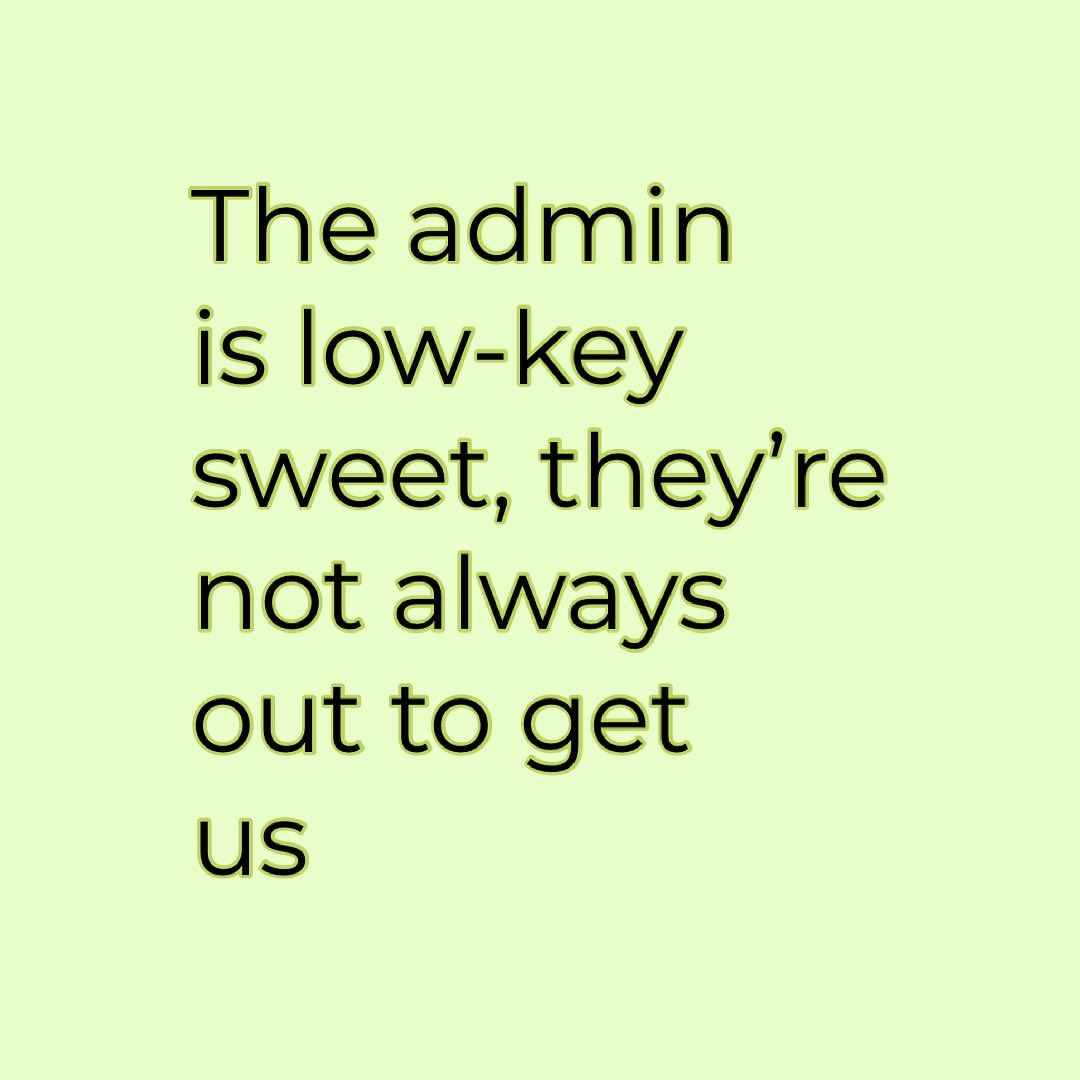 The admin
is low-key
sweet, they’re
not always
out to get
us